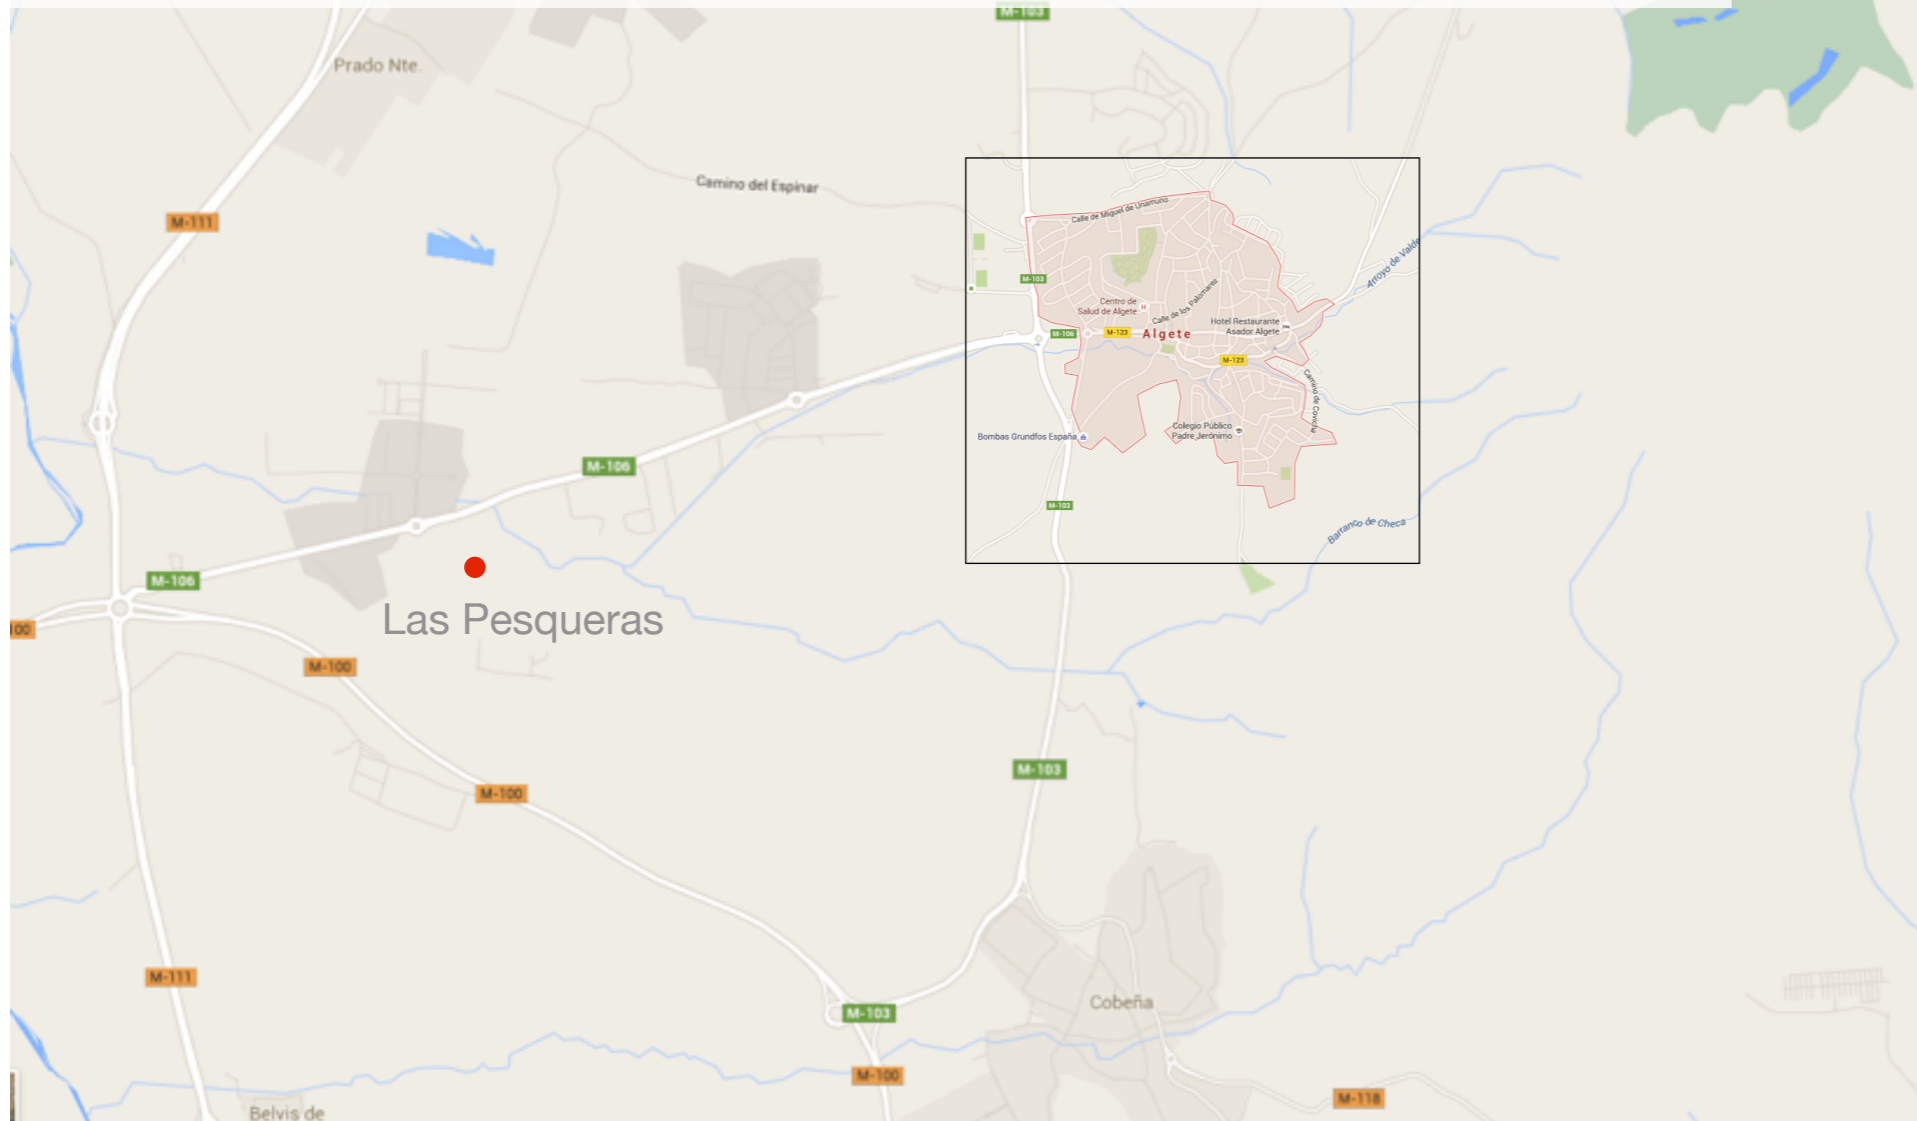 M-103
Prado Nte.
Camino del Espinar
M-111
Calle de Miguel de Unamuno
Arroyo de Valde
M-103
Centro de
Salud de Algete
H
Calle de los Palomares
Hotel Restaurante
Asador Algete
M-106
M-123
Algete
M-123
Camino de Coviche
Colegio Público
Padre Jerónimo
Bombas Grundfos España
M-106
M-103
Barranco de Checa
M-106
Las Pesqueras
100
M-100
M-103
M-100
M-111
Cobeña
M-103
M-100
M-118
Belvis de